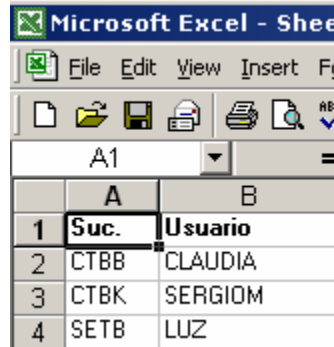 Microsoft Excel - Shee
File Edit View Insert F
A1 =
A B
1 Suc. Usuario
2 CTBB CLAUDIA
3 CTBK SERGIOM
4 SETB LUZ